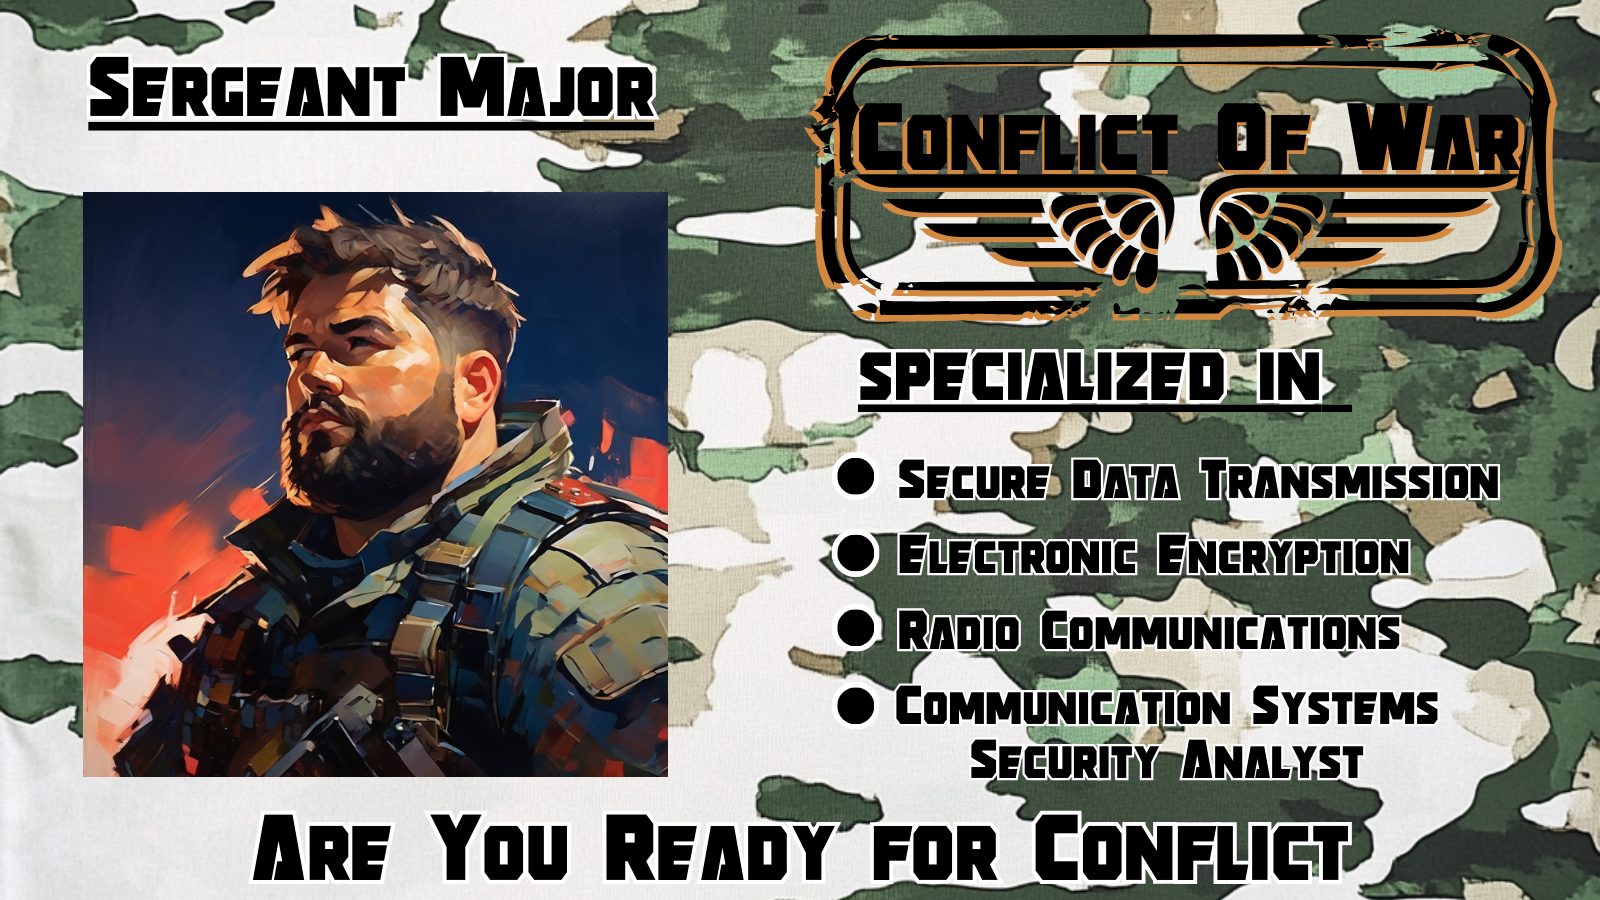 Sergeant Major
Conflict Of War
Specialized in
Secure Data Transmission
Electronic Encryption
Radio Communications
Communication Systems
Security Analyst
Are You Ready for Conflict